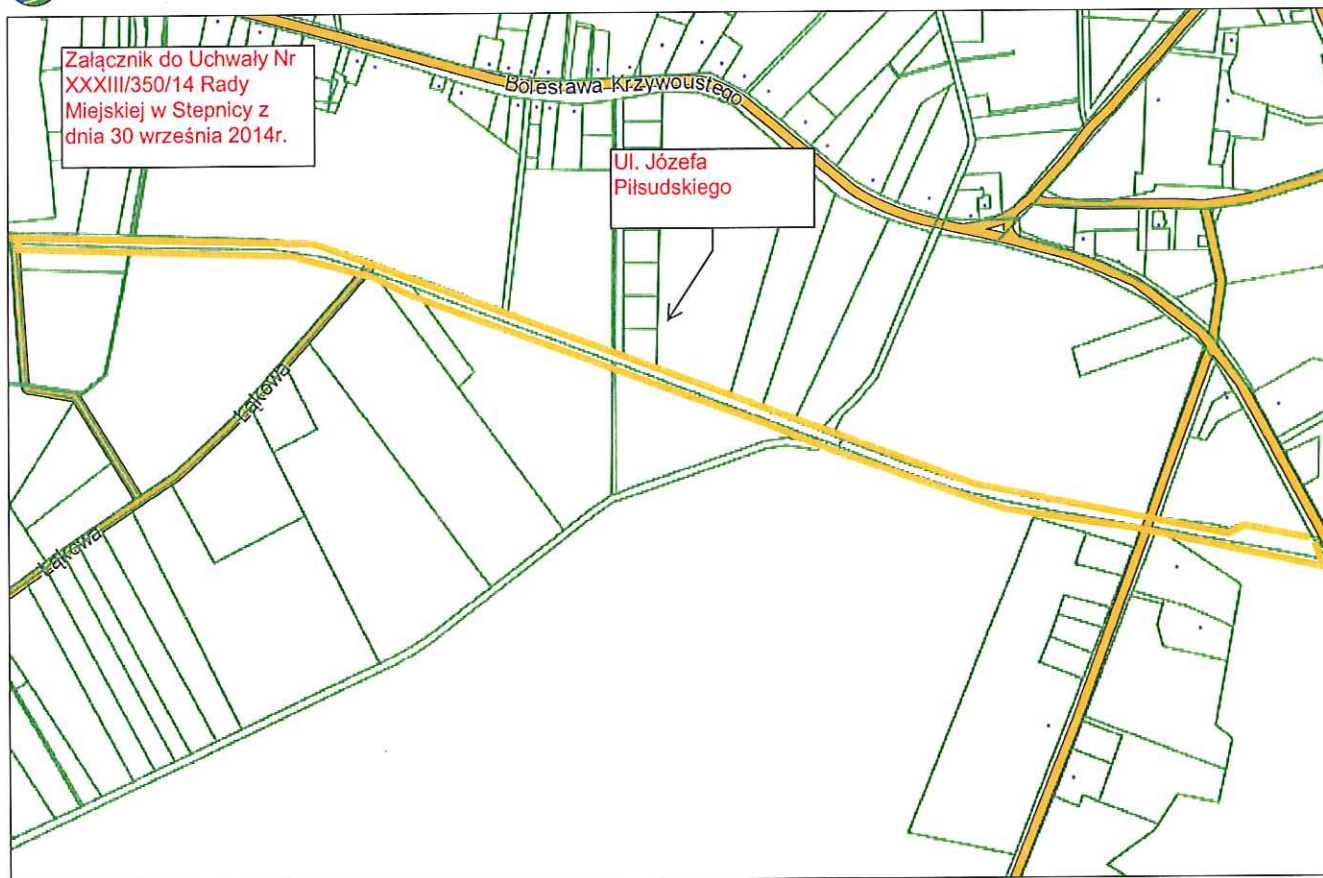 Załącznik do Uchwały Nr
XXXIII/350/14 Rady
Miejskiej w Stepnicy z
dnia 30 września 2014r.
Bolesława Krzywoustego
Ul. Józefa
Piłsudskiego
Łąkowa
Łąkowa